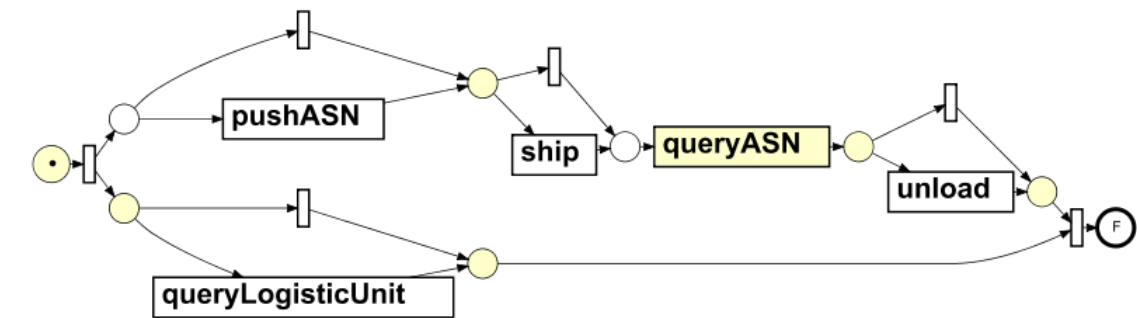 pushASN
ship
queryASN
unload
F
queryLogisticUnit